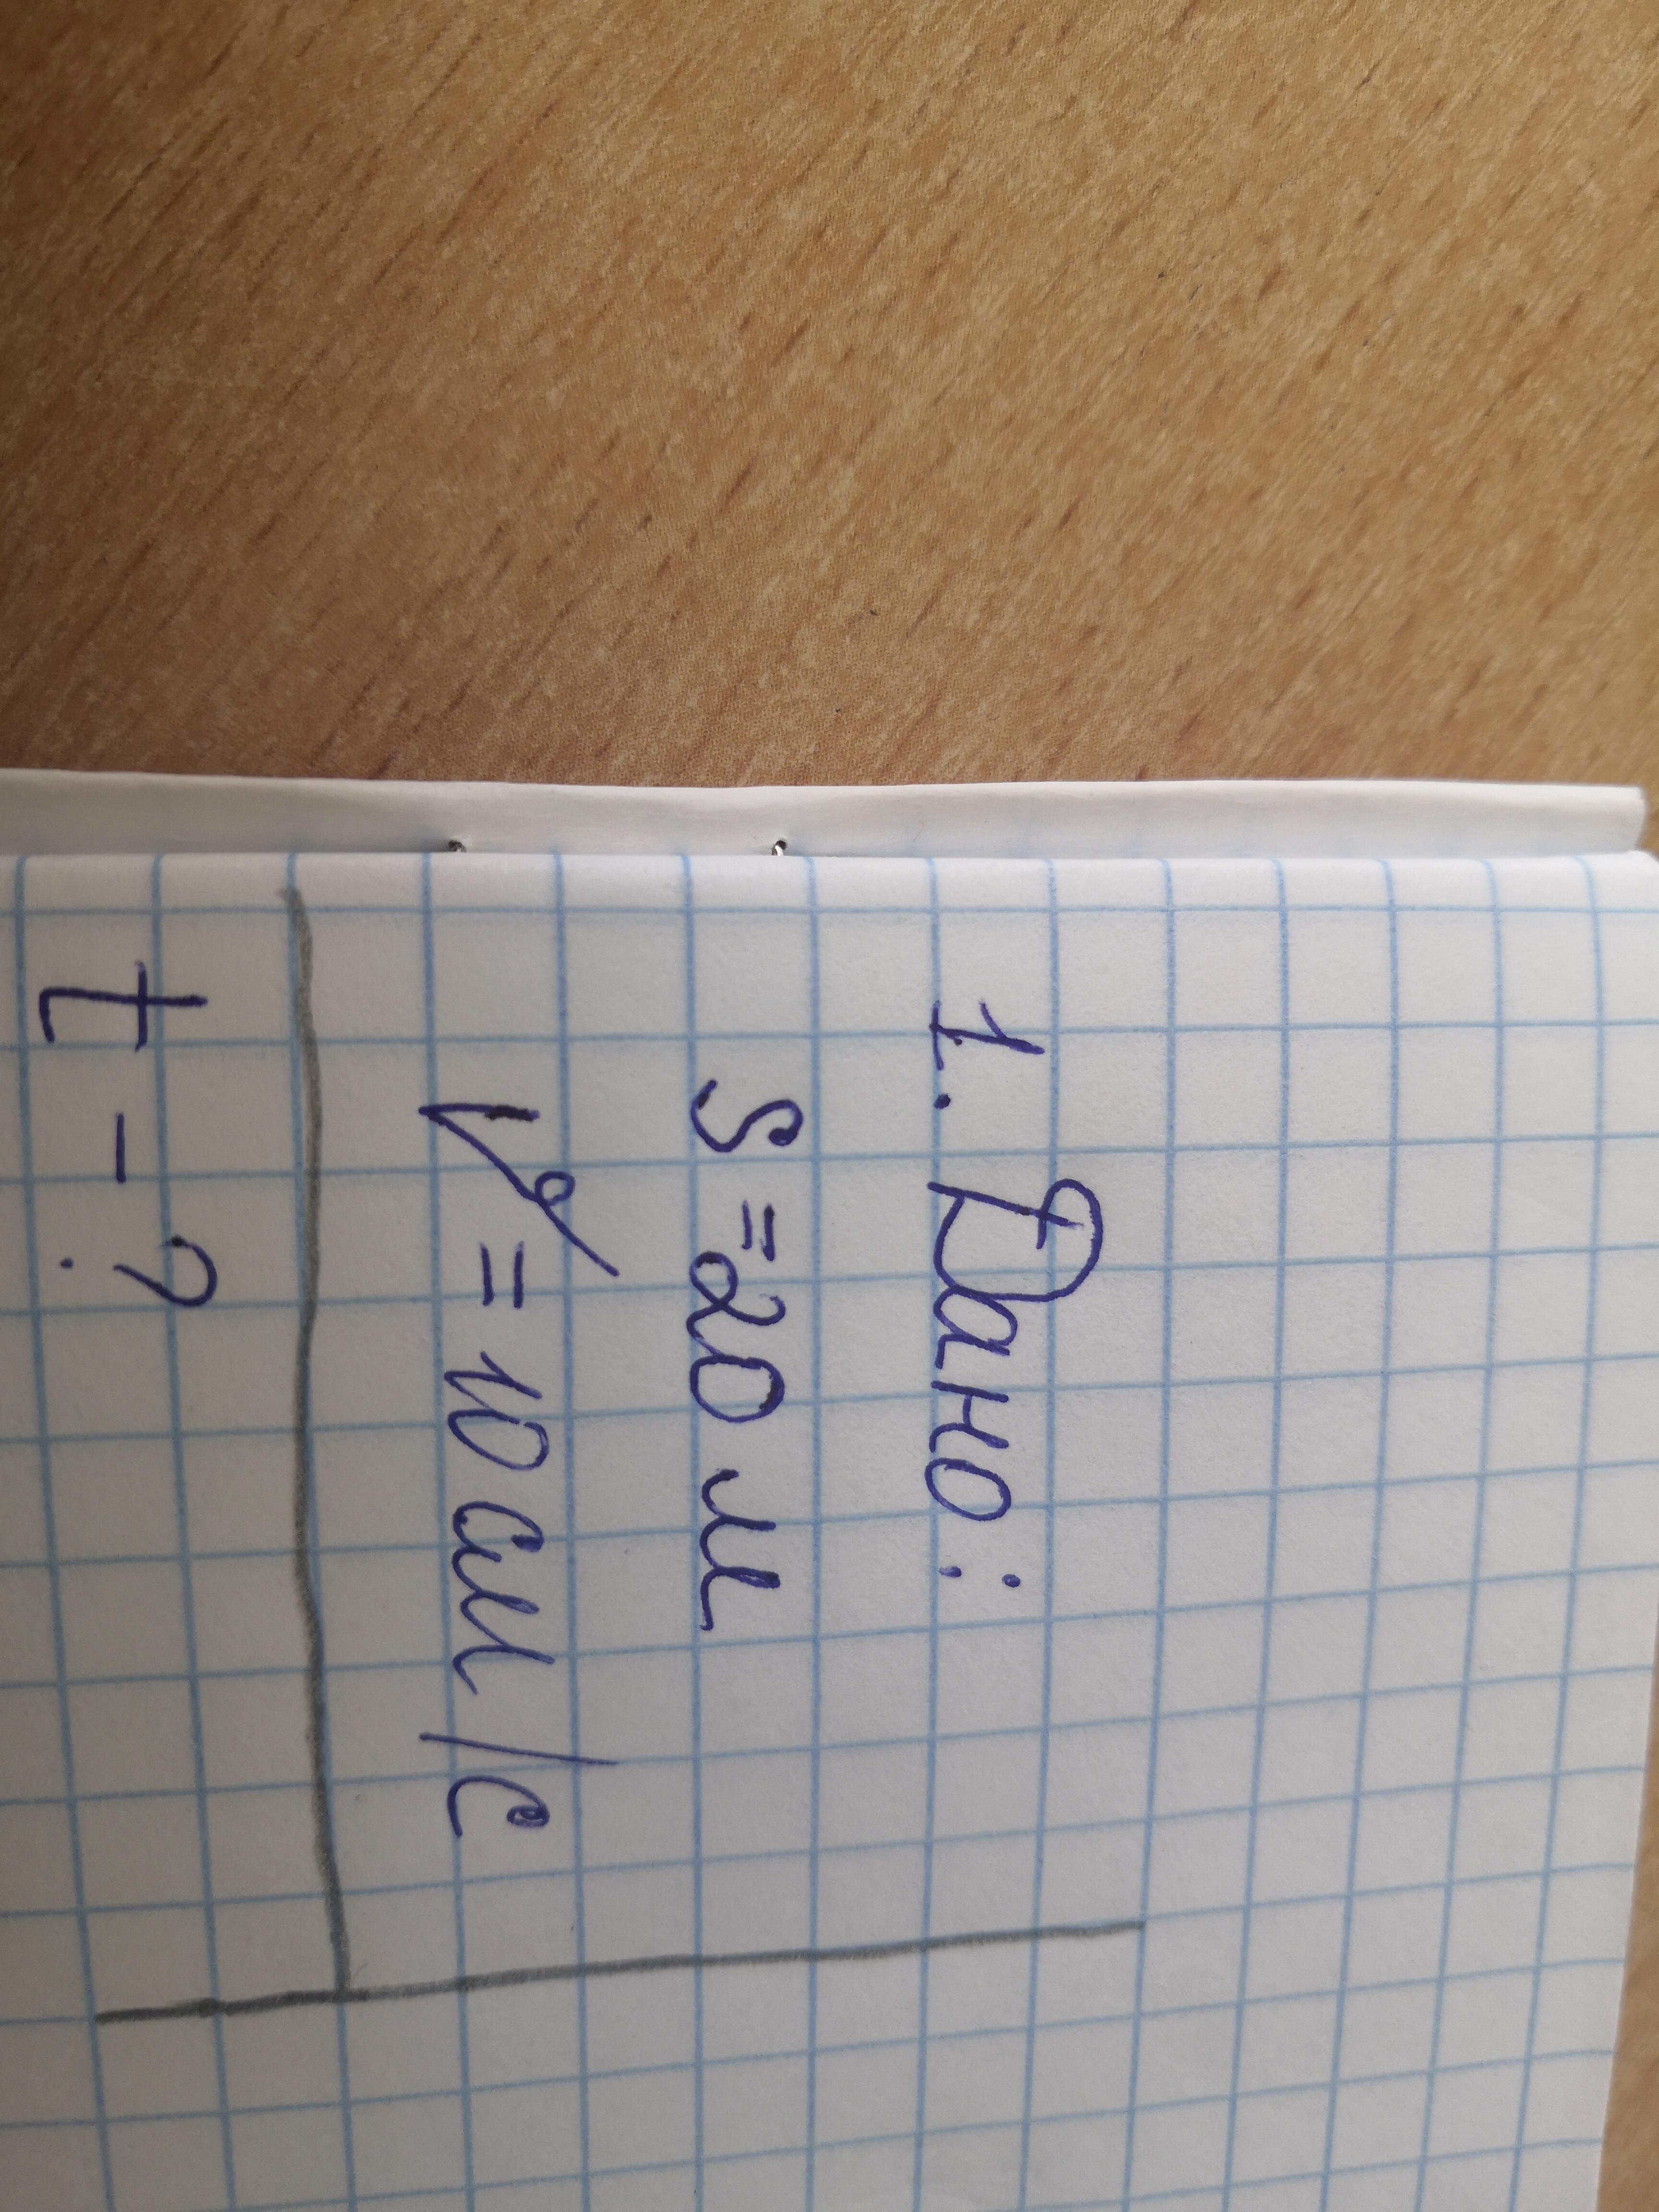 1. Дано:
S = 20 м
V = 10 см/с
t - ?